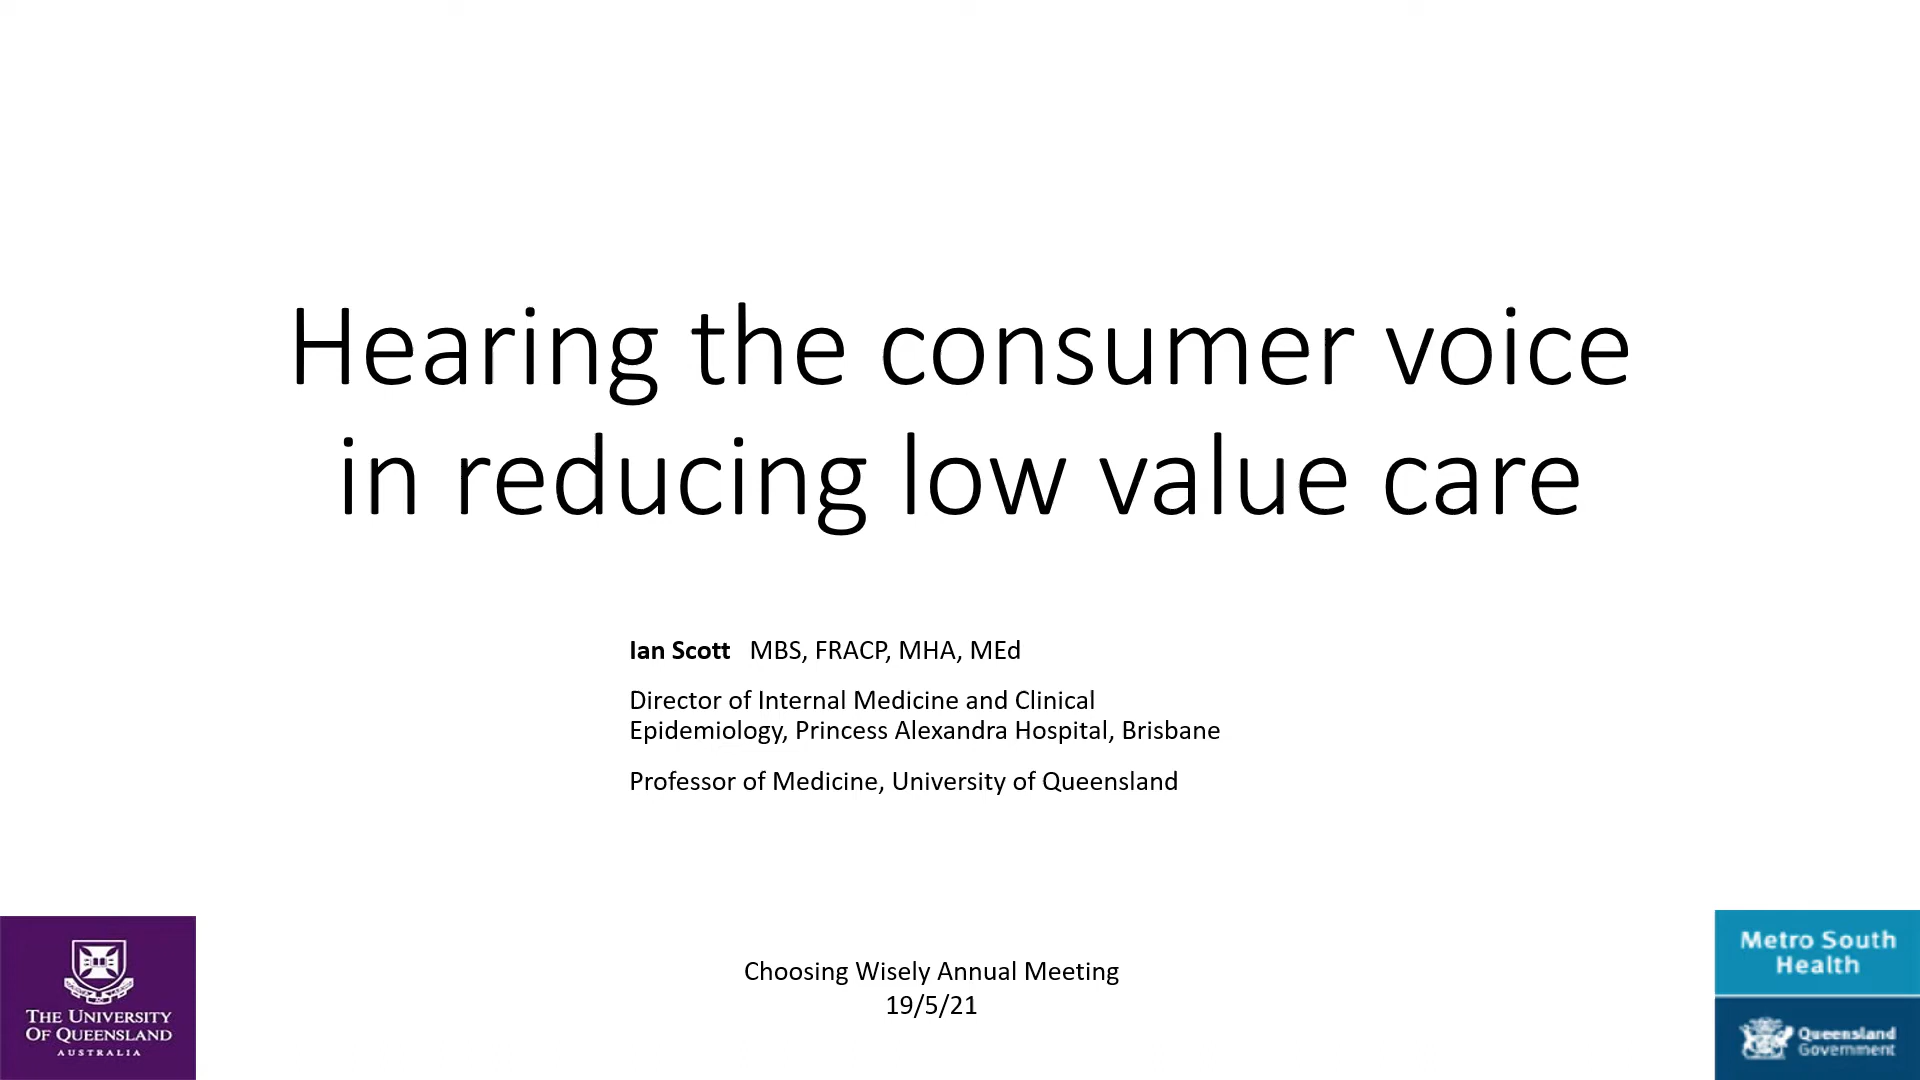 Hearing the consumer voice
in reducing low value care
Ian Scott MBS, FRACP, MHA, MEd
Director of Internal Medicine and Clinical
Epidemiology, Princess Alexandra Hospital, Brisbane
Professor of Medicine, University of Queensland
Choosing Wisely Annual Meeting
19/5/21
THE UNIVERSITY
OF QUEENSLAND
AUSTRALIA
Metro South
Health
Queensland
Government